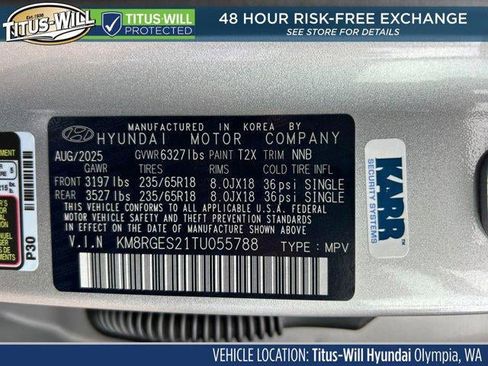 EST. 1938
TITUS-WILL
TITUS-WILL
PROTECTED
48 HOUR RISK-FREE EXCHANGE
SEE STORE FOR DETAILS
MANUFACTURED IN KOREA BY
HYUNDAI MOTOR COMPANY
AUG/2025 GVWR 6327lbs PAINT T2X TRIM NNB
GAWR TIRES RIMS COLD TIRE INFL
FRONT 3197lbs 235/65R18 8.0JX18 36psi SINGLE
REAR 3527lbs 235/65R18 8.0JX18 36psi SINGLE
THIS VEHICLE CONFORMS TO ALL APPLICABLE U.S.A. FEDERAL
MOTOR VEHICLE SAFETY AND THEFT PREVENTION STANDARDS
IN EFFECT ON THE DATE OF MANUFACTURE SHOWN ABOVE
V.I.N KM8RGES21TU055788 TYPE : MPV
P30
KARR
SECURITY SYSTEMS
VEHICLE LOCATION: Titus-Will Hyundai Olympia, WA